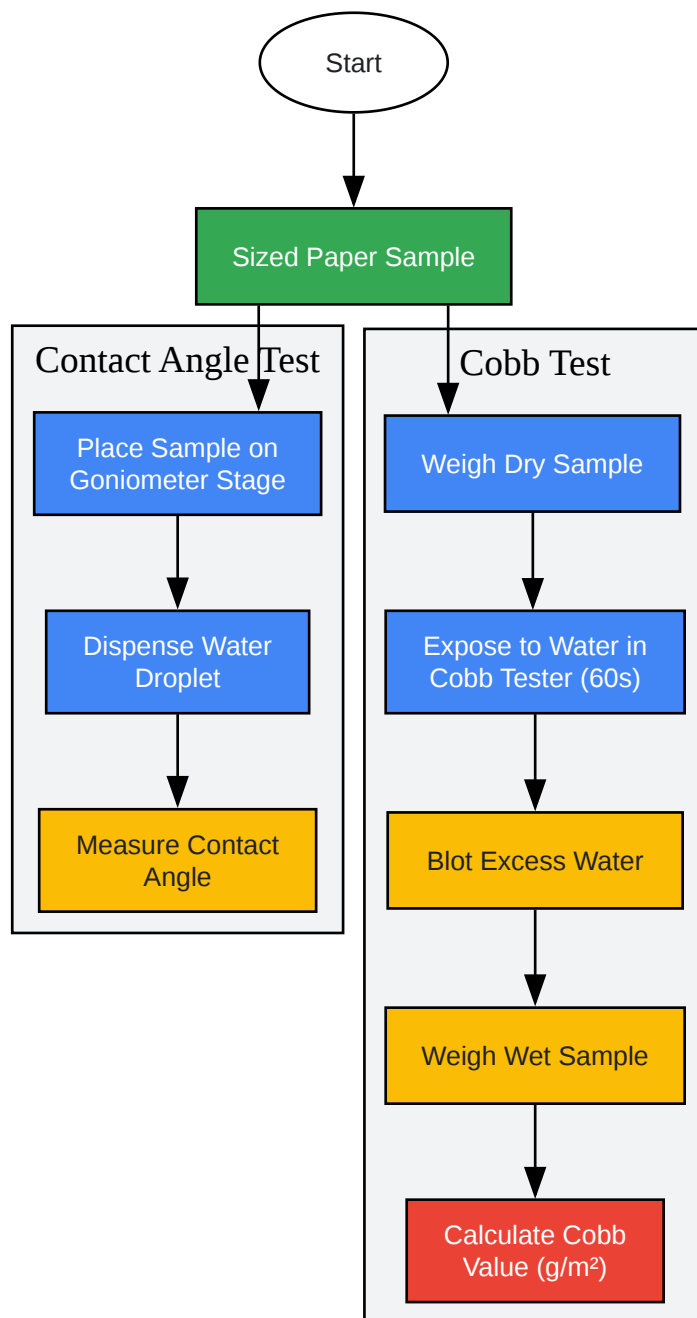 Start
Sized Paper Sample
Contact Angle Test
Place Sample on
Goniometer Stage
Dispense Water
Droplet
Measure Contact
Angle
Cobb Test
Weigh Dry Sample
Expose to Water in
Cobb Tester (60s)
Blot Excess Water
Weigh Wet Sample
Calculate Cobb
Value (g/m²)